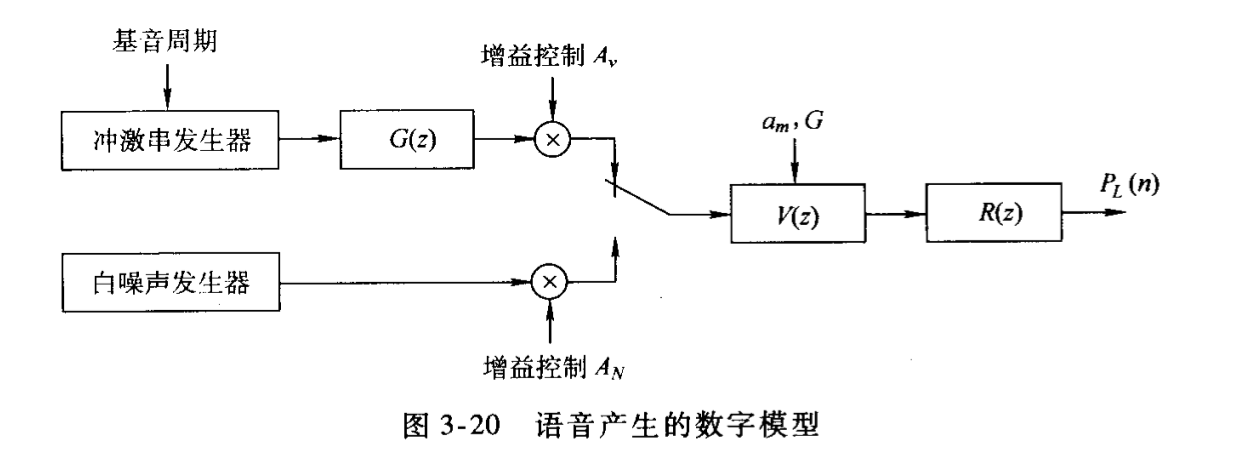 基音周期
增益控制 Av
冲激串发生器
G(z)
×
am, G
V(z)
R(z)
PL(n)
白噪声发生器
×
增益控制 AN
图 3-20 语音产生的数字模型